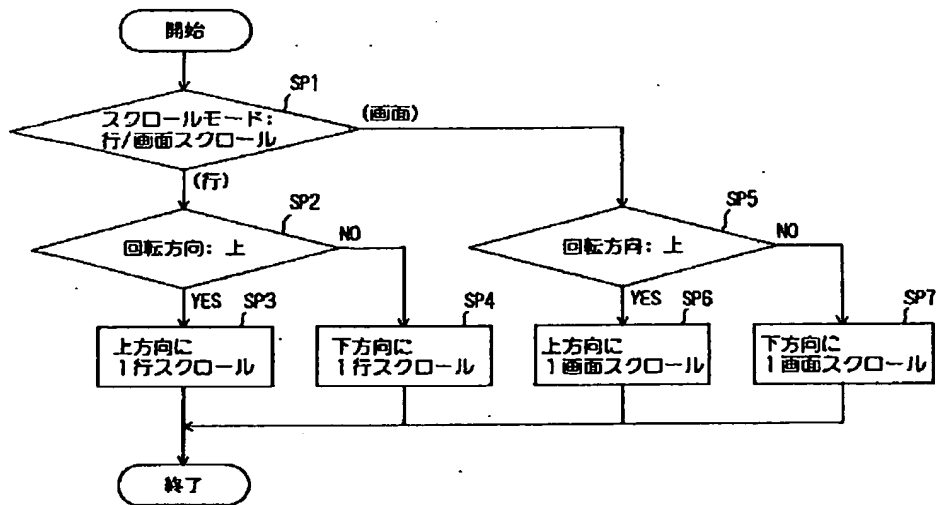 開始
SP1
スクロールモード:
行/画面スクロール
(画面)
(行)
SP2
回転方向: 上
NO
YES
SP5
回転方向: 上
NO
YES
SP3
上方向に
1行スクロール
SP4
下方向に
1行スクロール
SP6
上方向に
1画面スクロール
SP7
下方向に
1画面スクロール
終了